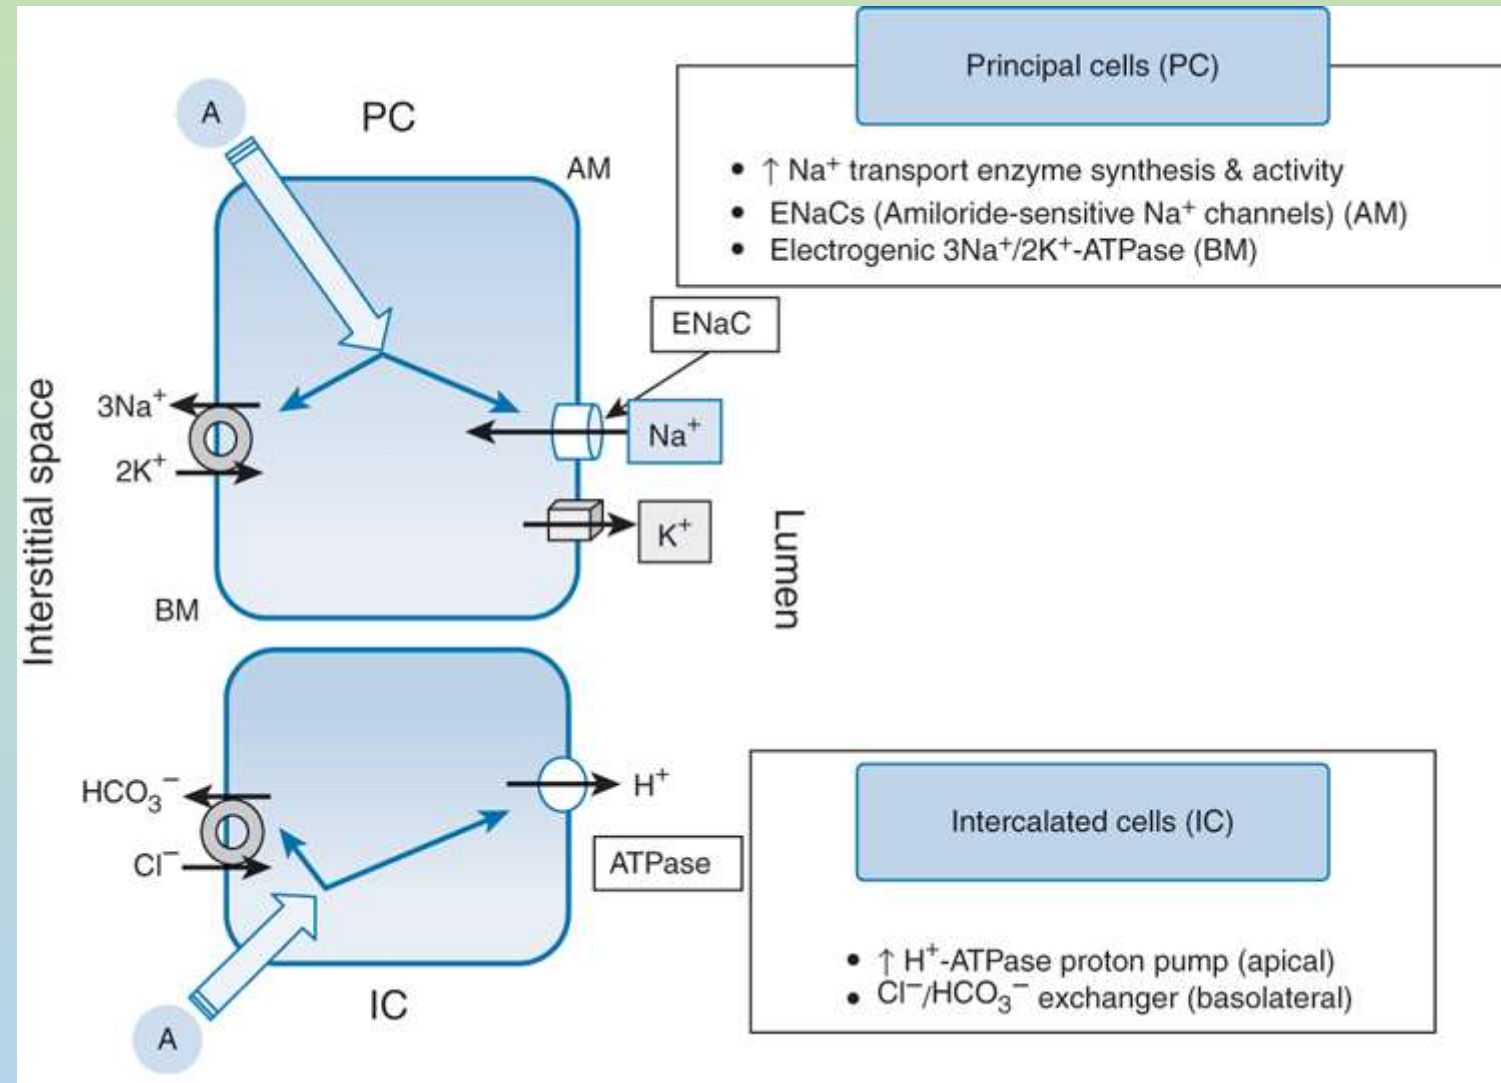 Principal cells (PC)
• ↑ Na⁺ transport enzyme synthesis & activity
• ENaCs (Amiloride-sensitive Na⁺ channels) (AM)
• Electrogenic 3Na⁺/2K⁺-ATPase (BM)
A
PC
AM
ENaC
3Na⁺
2K⁺
Na⁺
K⁺
Interstitial space
Lumen
BM
HCO₃⁻
Cl⁻
H⁺
ATPase
IC
A
Intercalated cells (IC)
• ↑ H⁺-ATPase proton pump (apical)
• Cl⁻/HCO₃⁻ exchanger (basolateral)